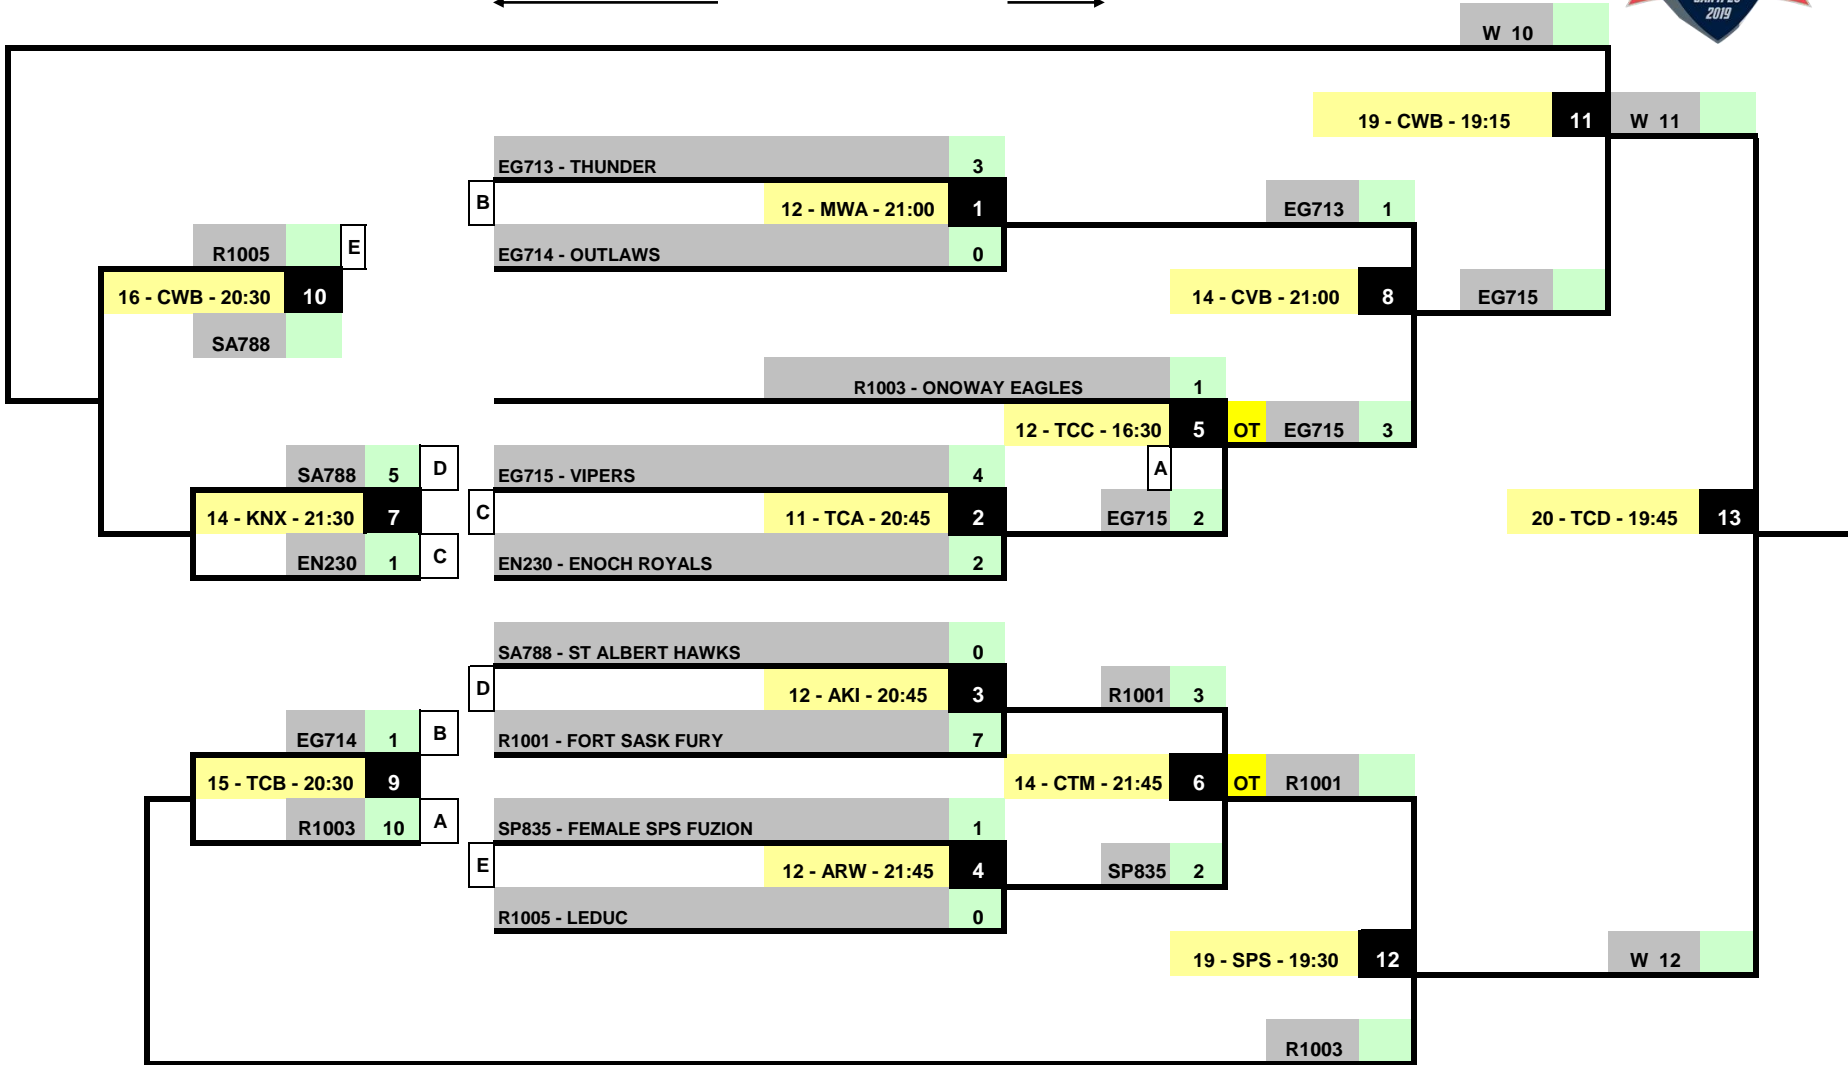 2019
W 10
19 - CWB - 19:15 11 W 11
EG713 - THUNDER 3
B 12 - MWA - 21:00 1 EG713 1
EG714 - OUTLAWS 0
R1005 E
16 - CWB - 20:30 10 14 - CVB - 21:00 8 EG715
SA788
R1003 - ONOWAY EAGLES 1
12 - TCC - 16:30 5 OT EG715 3
SA788 5 D EG715 - VIPERS 4 A
14 - KNX - 21:30 7 C 11 - TCA - 20:45 2 EG715 2 20 - TCD - 19:45 13
EN230 1 C EN230 - ENOCH ROYALS 2
SA788 - ST ALBERT HAWKS 0
D 12 - AKI - 20:45 3 R1001 3
EG714 1 B R1001 - FORT SASK FURY 7
15 - TCB - 20:30 9 14 - CTM - 21:45 6 OT R1001
R1003 10 A SP835 - FEMALE SPS FUZION 1
E 12 - ARW - 21:45 4 SP835 2
R1005 - LEDUC 0
19 - SPS - 19:30 12 W 12
R1003